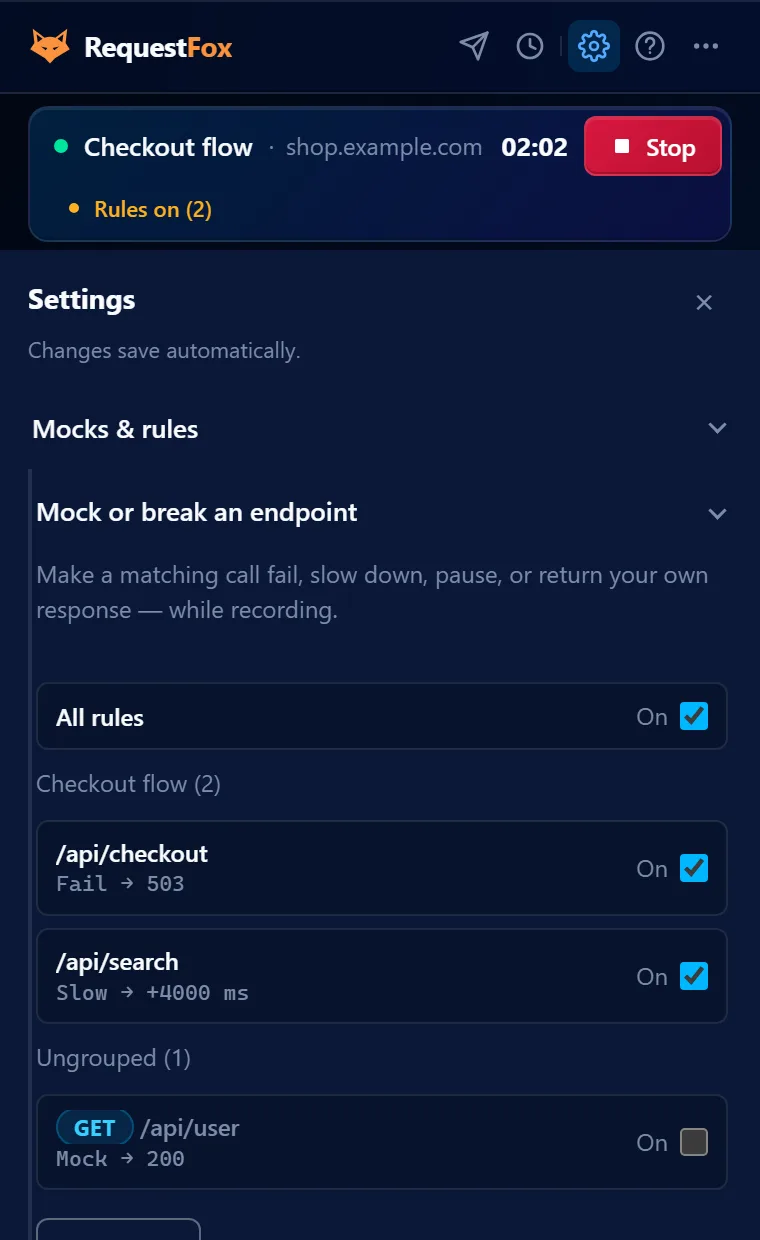 RequestFox
Checkout flow · shop.example.com 02:02 Stop
Rules on (2)
Settings
Changes save automatically.
Mocks & rules
Mock or break an endpoint
Make a matching call fail, slow down, pause, or return your own
response — while recording.
All rules On
Checkout flow (2)
/api/checkout
Fail → 503
On
/api/search
Slow → +4000 ms
On
Ungrouped (1)
GET /api/user
Mock → 200
On